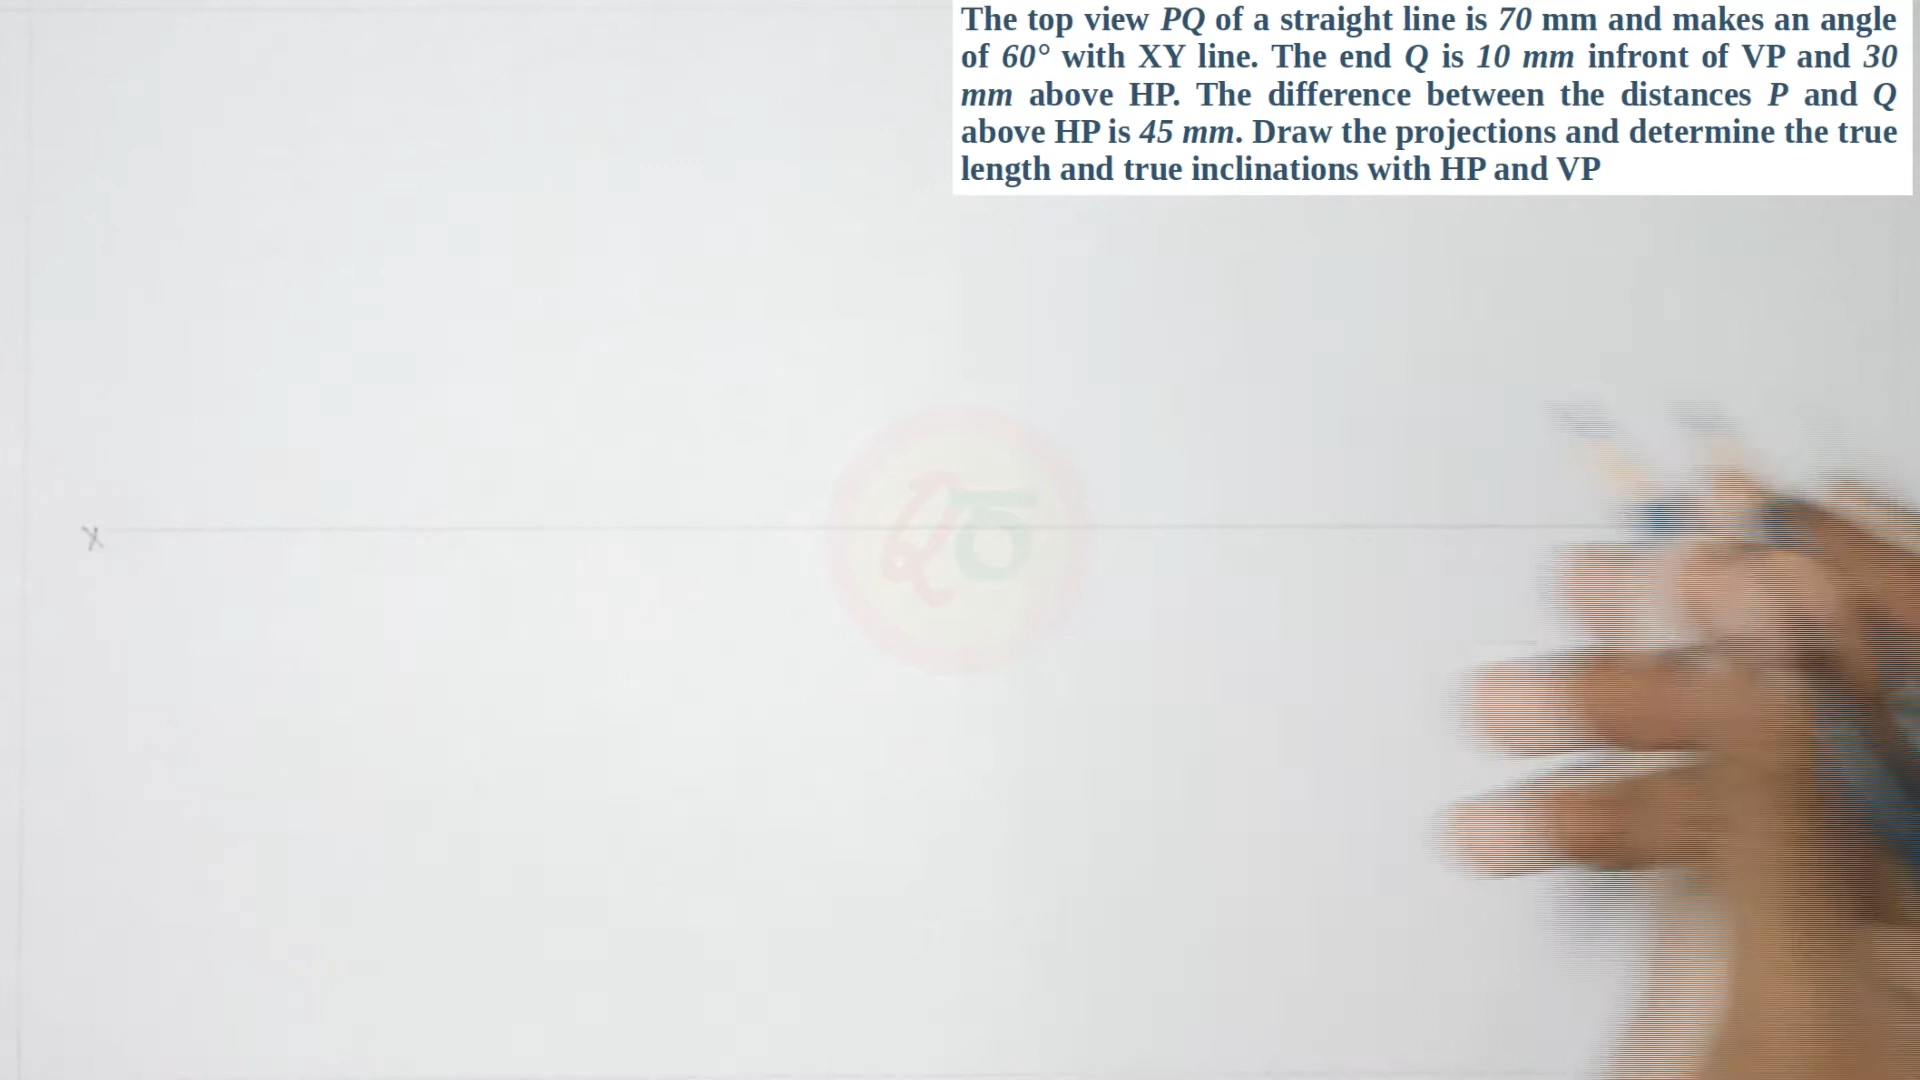 The top view PQ of a straight line is 70 mm and makes an angle
of 60° with XY line. The end Q is 10 mm infront of VP and 30
mm above HP. The difference between the distances P and Q
above HP is 45 mm. Draw the projections and determine the true
length and true inclinations with HP and VP
X